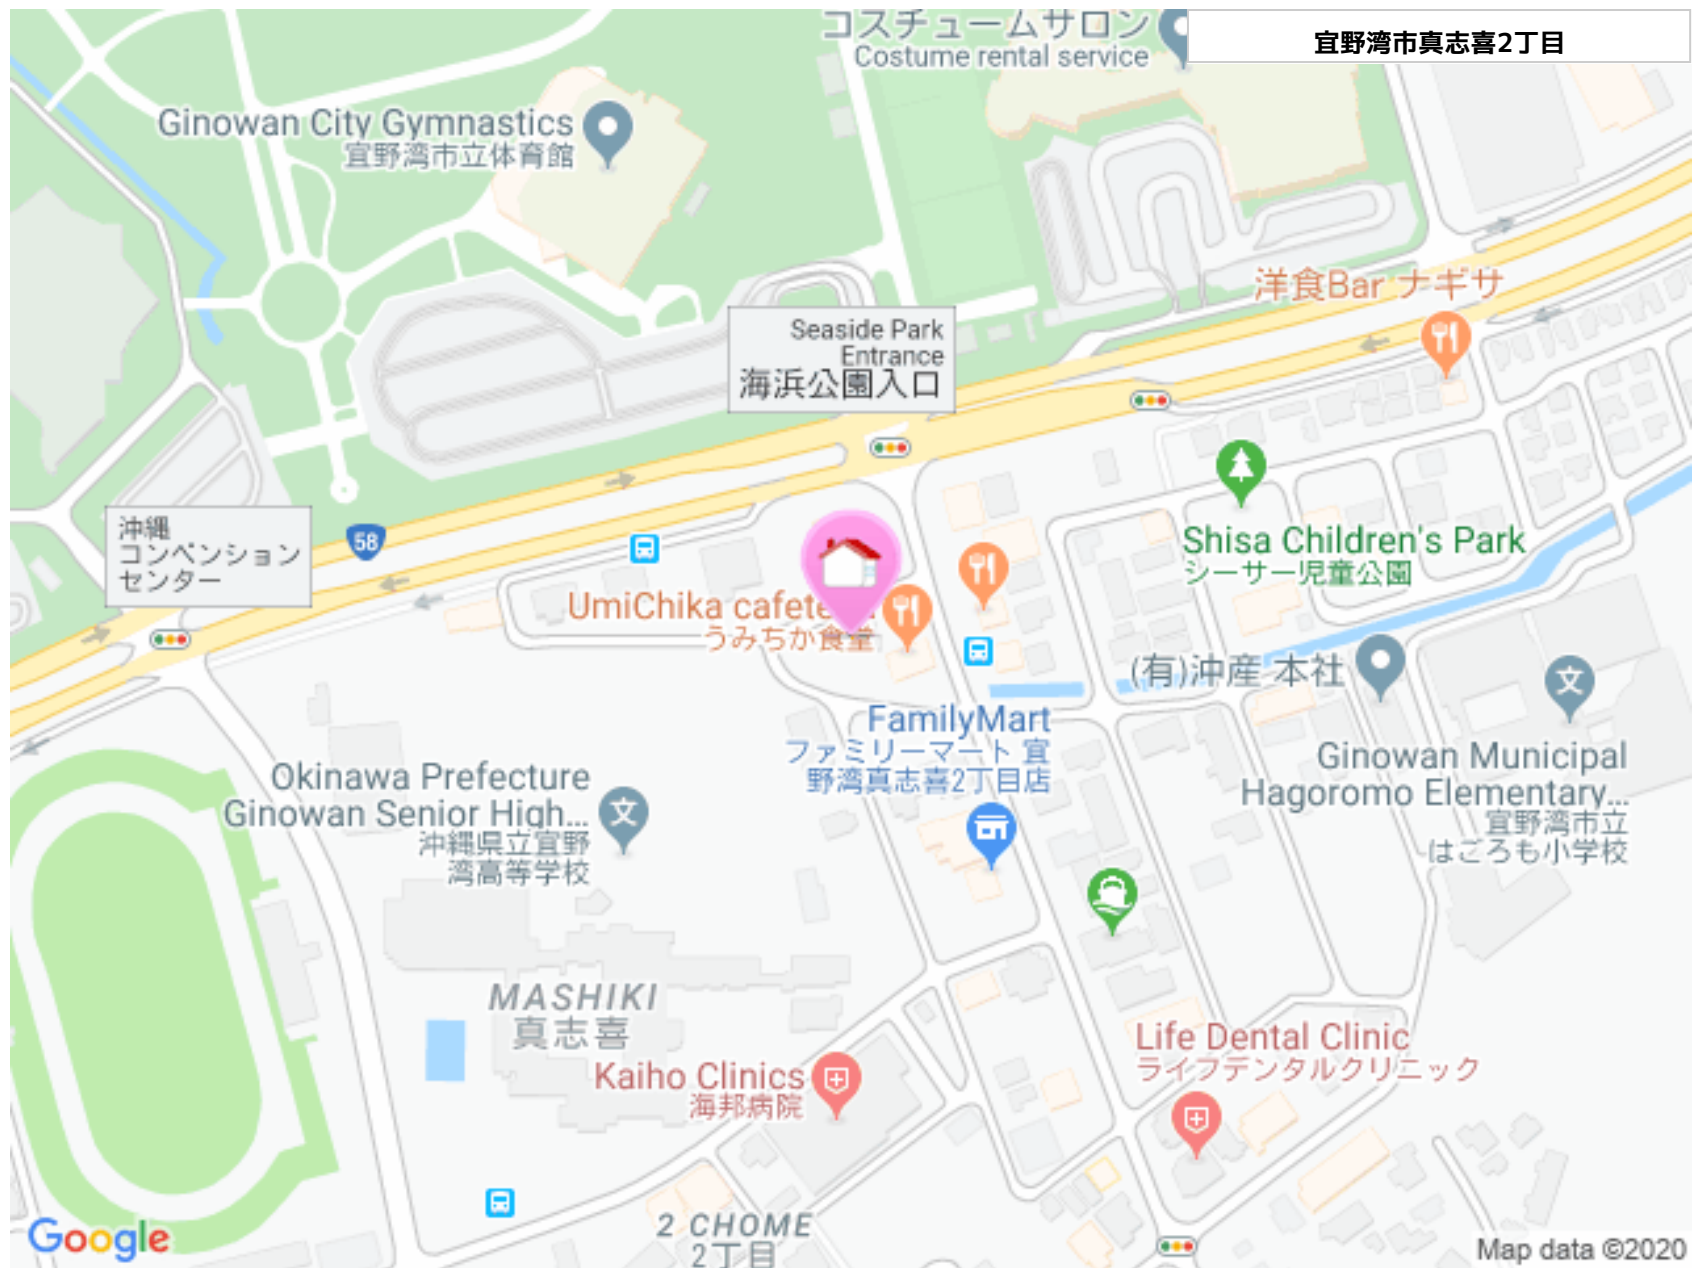 コスチュームサロン
Costume rental service
宜野湾市真志喜2丁目
Ginowan City Gymnastics
宜野湾市立体育館
洋食Bar ナギサ
Seaside Park
Entrance
海浜公園入口
沖縄
コンベンション
センター
58
Shisa Children's Park
シーサー児童公園
UmiChika cafete
うみちか食堂
(有)沖産 本社
文
FamilyMart
ファミリーマート 宜
野湾真志喜2丁目店
Ginowan Municipal
Hagoromo Elementary...
宜野湾市立
はごろも小学校
Okinawa Prefecture
Ginowan Senior High...
沖縄県立宜野
湾高等学校
文
MASHIKI
真志喜
Kaiho Clinics
海邦病院
Life Dental Clinic
ライフデンタルクリニック
2 CHOME
2丁目
Google
Map data ©2020